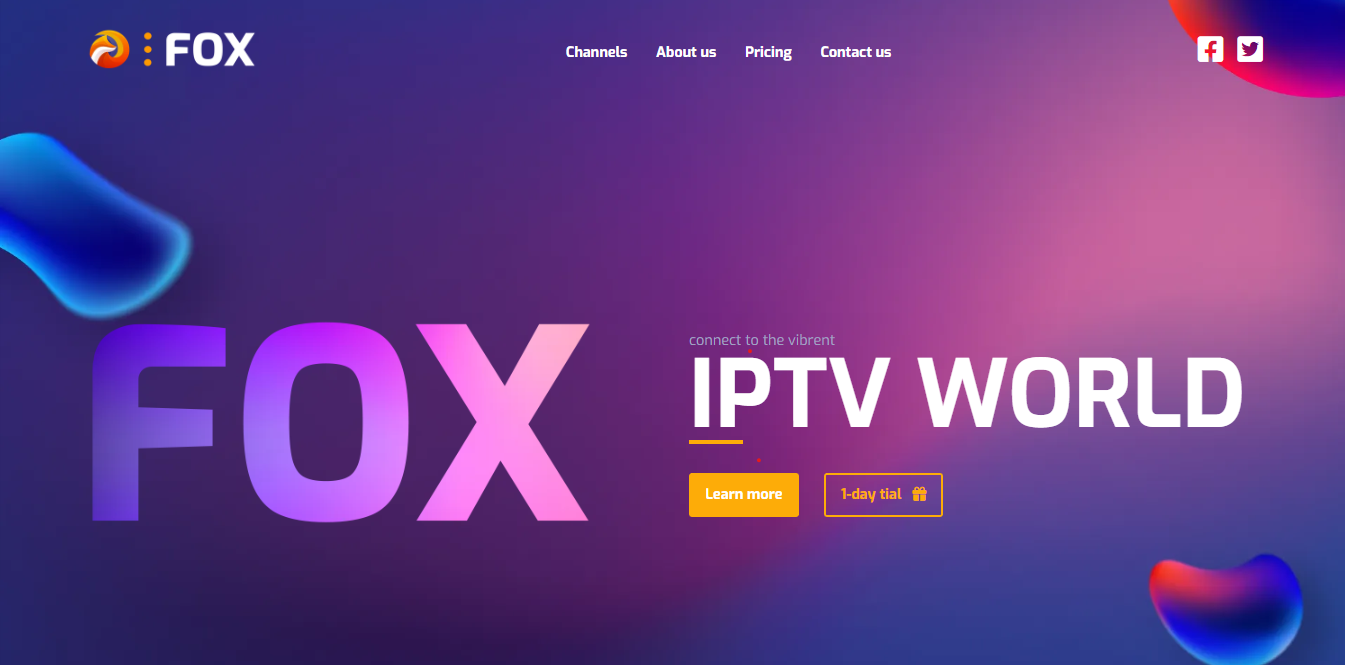 FOX
Channels About us Pricing Contact us
FOX
connect to the vibrent
IPTV WORLD
Learn more
1-day tial